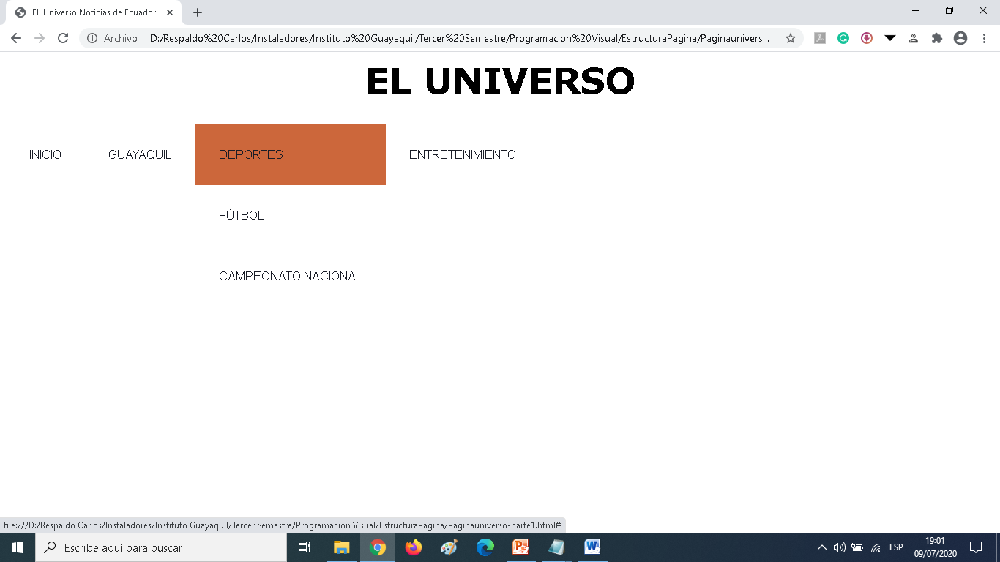 EL Universo Noticias de Ecuador
Archivo D:/Respaldo%20Carlos/Instaladores/Instituto%20Guayaquil/Tercer%20Semestre/Programacion%20Visual/EstructuraPagina/Paginaunivers...
EL UNIVERSO
INICIO GUAYAQUIL DEPORTES ENTRETENIMIENTO
FÚTBOL
CAMPEONATO NACIONAL
file:///D:/Respaldo Carlos/Instaladores/Instituto Guayaquil/Tercer Semestre/Programacion Visual/EstructuraPagina/Paginauniverso-parte1.html#
Escribe aquí para buscar
ESP
19:01
09/07/2020